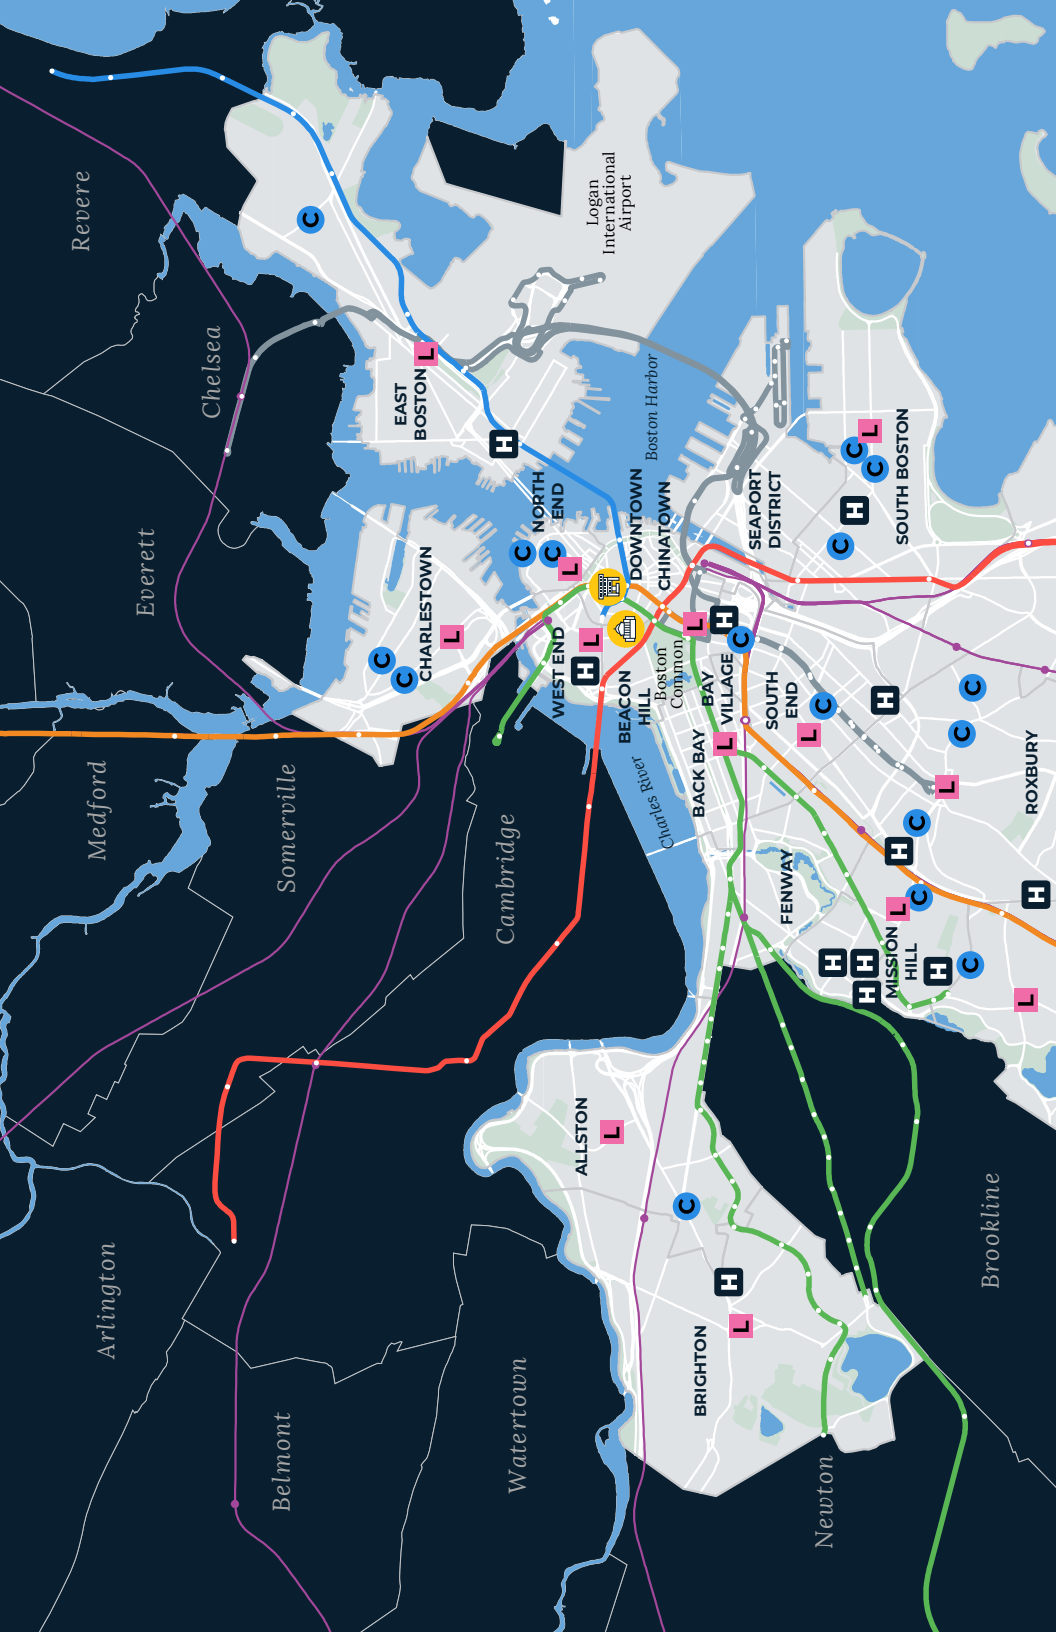 Revere
Chelsea
Everett
Medford
Somerville
Cambridge
Arlington
Belmont
Watertown
Newton
Brookline
Logan
International
Airport
Boston Harbor
EAST
BOSTON
CHARLESTOWN
NORTH
END
WEST END
DOWNTOWN
CHINATOWN
BEACON
HILL
Boston
Common
Charles River
BAY
VILLAGE
BACK BAY
SOUTH
END
SEAPORT
DISTRICT
SOUTH BOSTON
FENWAY
MISSION
HILL
ROXBURY
ALLSTON
BRIGHTON
C
L
H
C
C
L
C
C
L
L
H
L
H
C
L
C
C
L
H
C
L
C
H
C
C
L
C
H
L
C
H
H
H
H
H
C
L
L
C
H
L